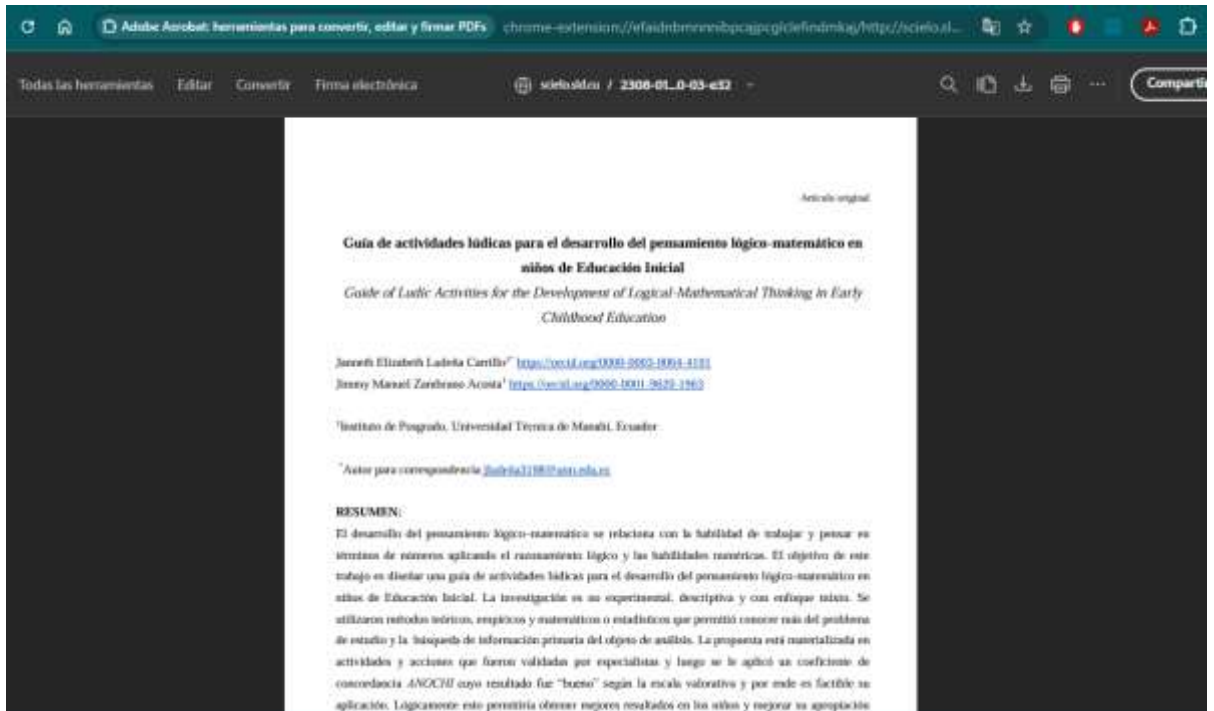 Adobe Acrobat: herramientas para convertir, editar y firmar PDFs chrome-extension://efaidnbmnnnibpcajpcglclefindmkaj/http://scielo.sl...
Todas las herramientas Editar Convertir Firma electrónica / 2308-01...0-03-e32 Compartir
Artículo original
Guía de actividades lúdicas para el desarrollo del pensamiento lógico-matemático en
niños de Educación Inicial
Guide of Ludic Activities for the Development of Logical-Mathematical Thinking in Early
Childhood Education
Janneth Elizabeth Carrillo
Jimmy Manuel Zambrano Acosta¹
¹Instituto de Posgrado, Universidad Técnica de Manabí, Ecuador
*Autor para correspondencia
RESUMEN:
El desarrollo del pensamiento lógico-matemático se relaciona con la habilidad de trabajar y pensar en
términos de números aplicando el razonamiento lógico y las habilidades numéricas. El objetivo de este
trabajo es diseñar una guía de actividades lúdicas para el desarrollo del pensamiento lógico-matemático en
niños de Educación Inicial. La investigación es no experimental, descriptiva y con enfoque mixto. Se
utilizaron métodos teóricos, empíricos y matemáticos o estadísticos que permitió conocer más del problema
de estudio y la búsqueda de información primaria del objeto de análisis. La propuesta está materializada en
actividades y acciones que fueron validadas por especialistas y luego se le aplicó un coeficiente de
concordancia ANOCHI cuyo resultado fue "bueno" según la escala valorativa y por ende es factible su
aplicación. Lógicamente esto permitiría obtener mejores resultados en los niños y mejorar su apropiación